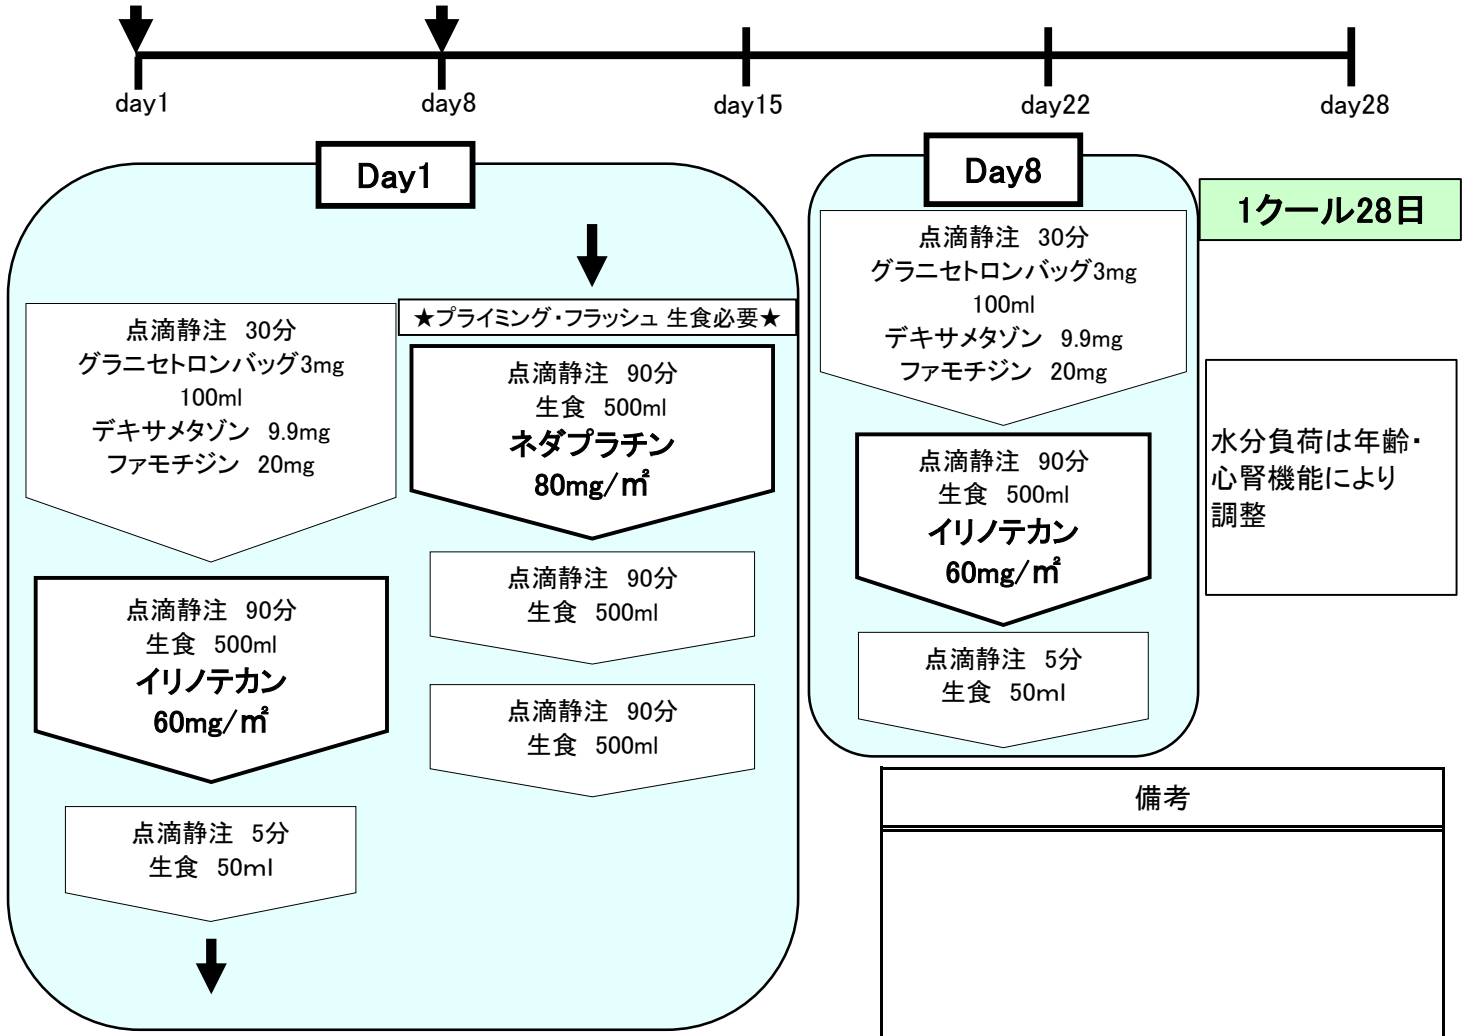 day1
day8
day15
day22
day28
Day1
点滴静注 30分
グラニセトロンバッグ3mg
100ml
デキサメタゾン 9.9mg
ファモチジン 20mg
点滴静注 90分
生食 500ml
イリノテカン
60mg/㎡
点滴静注 5分
生食 50ml
★プライミング・フラッシュ 生食必要★
点滴静注 90分
生食 500ml
ネダプラチン
80mg/㎡
点滴静注 90分
生食 500ml
点滴静注 90分
生食 500ml
Day8
点滴静注 30分
グラニセトロンバッグ3mg
100ml
デキサメタゾン 9.9mg
ファモチジン 20mg
点滴静注 90分
生食 500ml
イリノテカン
60mg/㎡
点滴静注 5分
生食 50ml
1クール28日
水分負荷は年齢・
心腎機能により
調整
備考